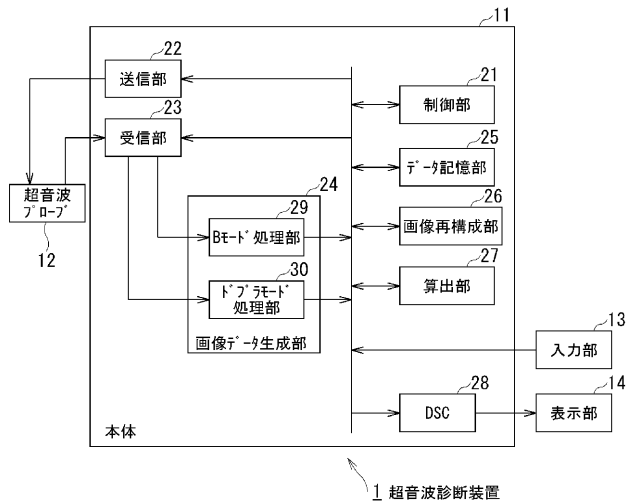 11
22
送信部
21
制御部
23
受信部
25
データ記憶部
24
超音波
プローブ
12
29
Bモード処理部
26
画像再構成部
30
ドプラモード
処理部
27
算出部
画像データ生成部
13
入力部
28
DSC
14
表示部
本体
1 超音波診断装置